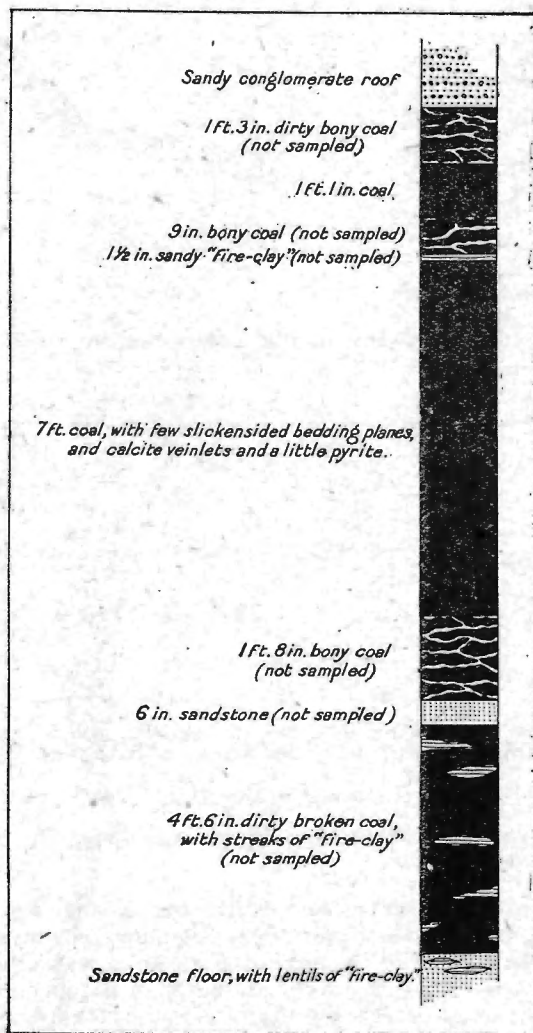 Sandy conglomerate roof
1 ft. 3 in. dirty bony coal
(not sampled)
1 ft. 1 in. coal
9 in. bony coal (not sampled)
1½ in. sandy "fire-clay" (not sampled)
7 ft. coal, with few slickensided bedding planes,
and calcite veinlets and a little pyrite.
1 ft. 8 in. bony coal
(not sampled)
6 in. sandstone (not sampled)
4 ft. 6 in. dirty broken coal,
with streaks of "fire-clay"
(not sampled)
Sandstone floor, with lentils of "fire-clay."